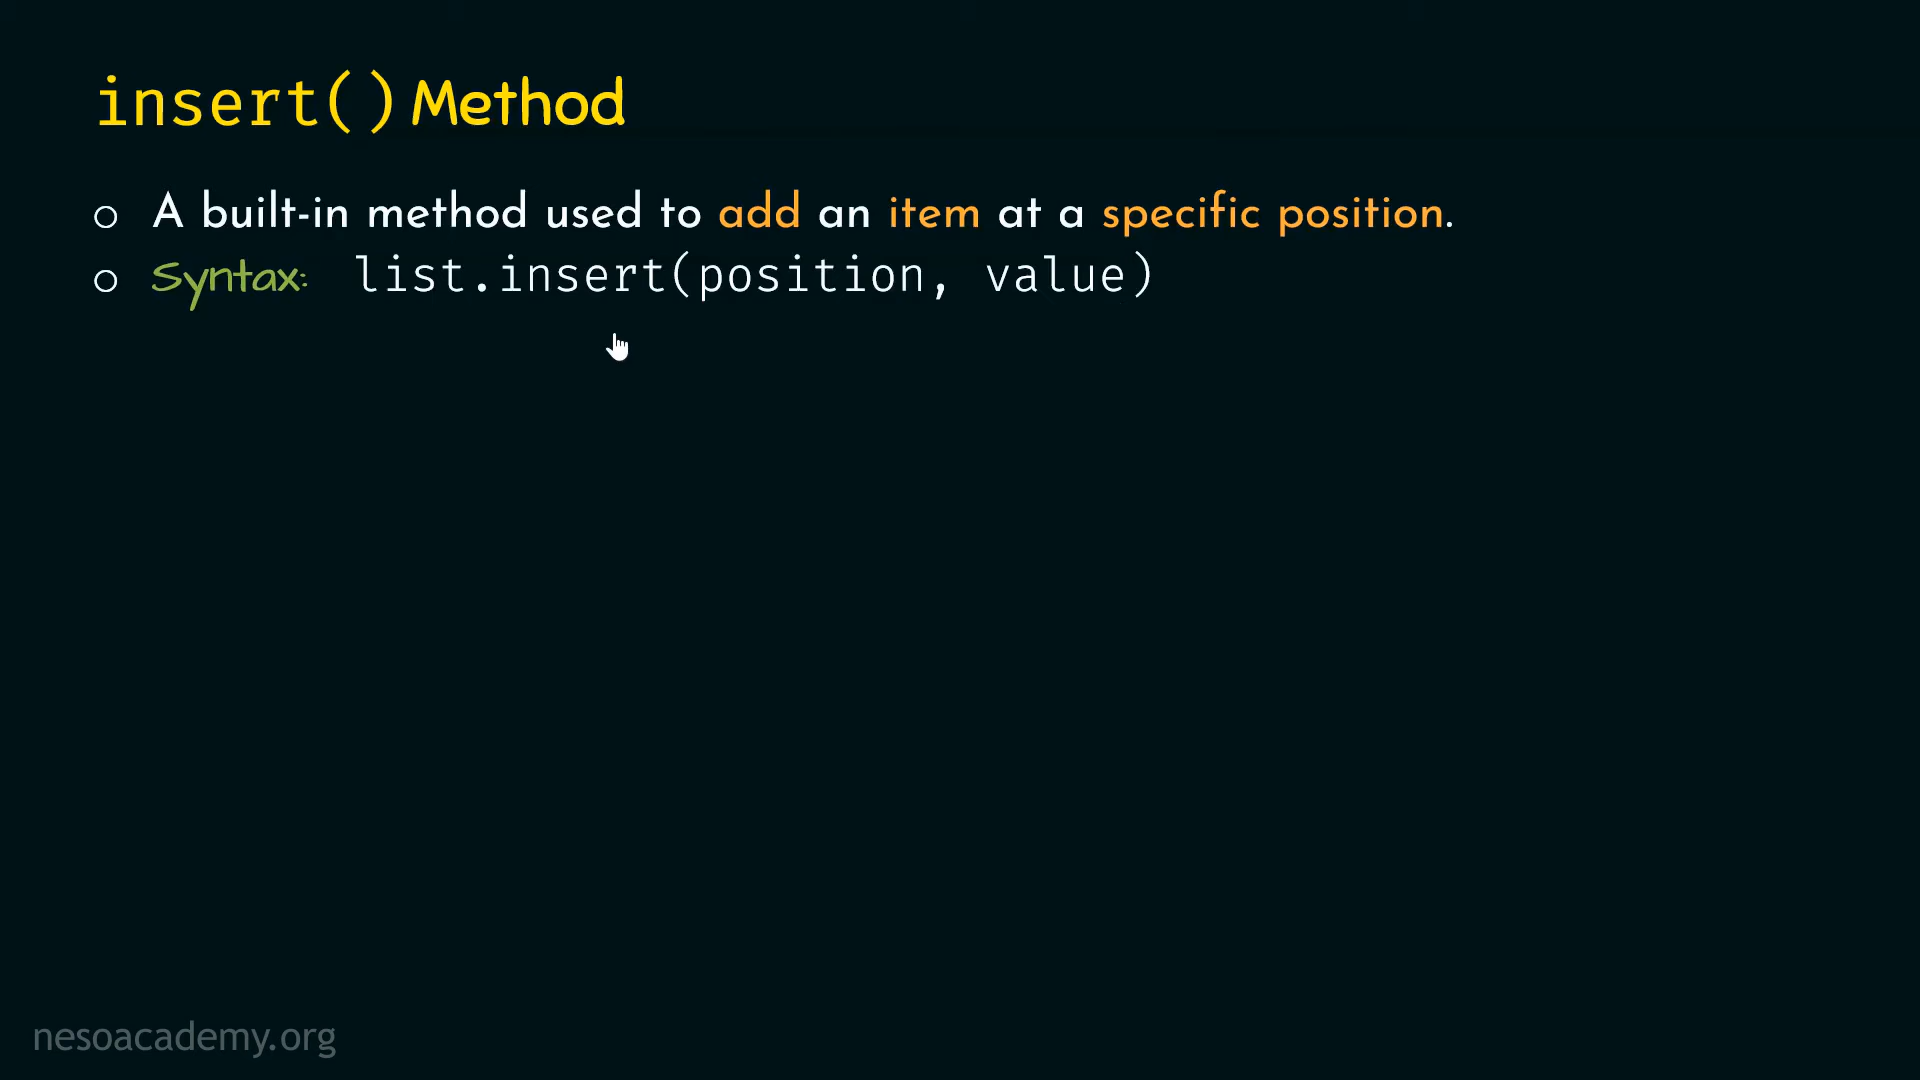 insert() Method
A built-in method used to add an item at a specific position.
Syntax: list.insert(position, value)
nesoacademy.org